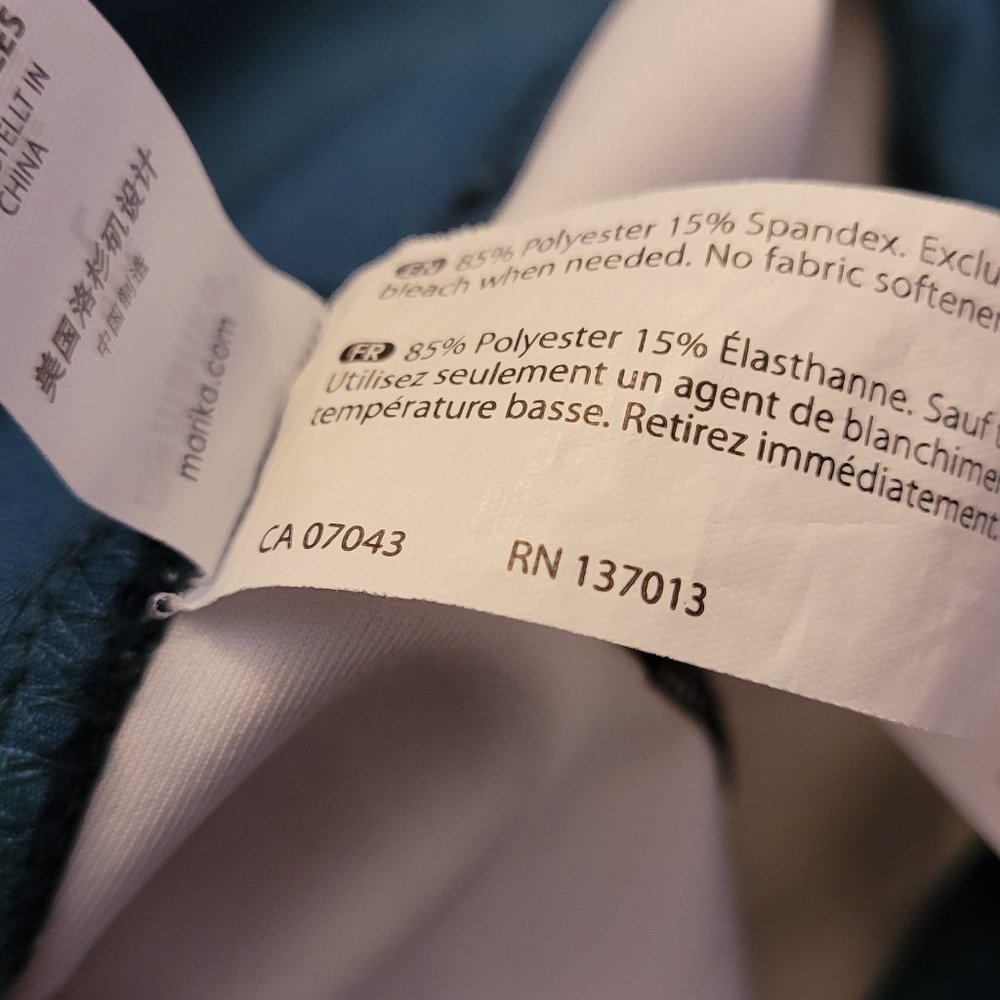 ES
TELLT IN
CHINA
美国洛杉矶设计
中国制造
marika.com
EN 85% Polyester 15% Spandex. Exclu
bleach when needed. No fabric softener
FR 85% Polyester 15% Élasthanne. Sauf
Utilisez seulement un agent de blanchime
température basse. Retirez immédiatement.
CA 07043 RN 137013